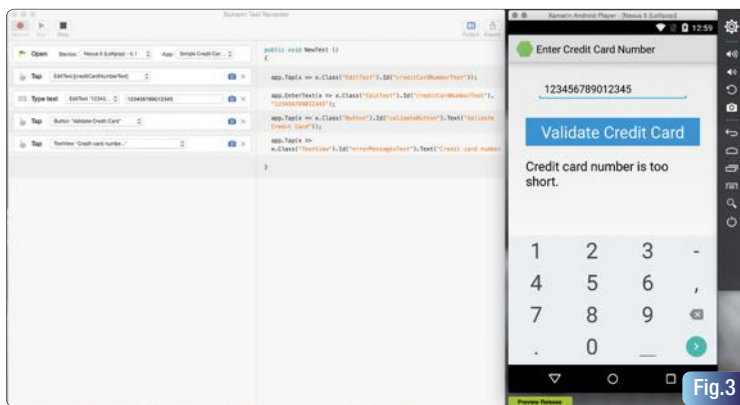 Xamarin Test Recorder
Stop
Output Export
Open Device: Nexus 5 (Lollipop) - 5.1 App: Simple Credit Car...
Tap EditText[creditCardNumberText]
Type text EditText "12345... 123456789012345
Tap Button "Validate Credit Card"
Tap TextView "Credit card numbe..."
public void NewTest ()
{
app.Tap(x => x.Class("EditText").Id("creditCardNumberText"));
app.EnterText(x => x.Class("EditText").Id("creditCardNumberText"),
"123456789012345");
app.Tap(x => x.Class("Button").Id("validateButton").Text("Validate
Credit Card"));
app.Tap(x =>
x.Class("TextView").Id("errorMessagesText").Text("Credit card number
}
Xamarin Android Player - [Nexus 5 (Lollipop)]
12:59
Enter Credit Card Number
123456789012345
Validate Credit Card
Credit card number is too
short.
1 2 3 -
4 5 6 ,
7 8 9
. 0 _
Preview Release
Fig.3